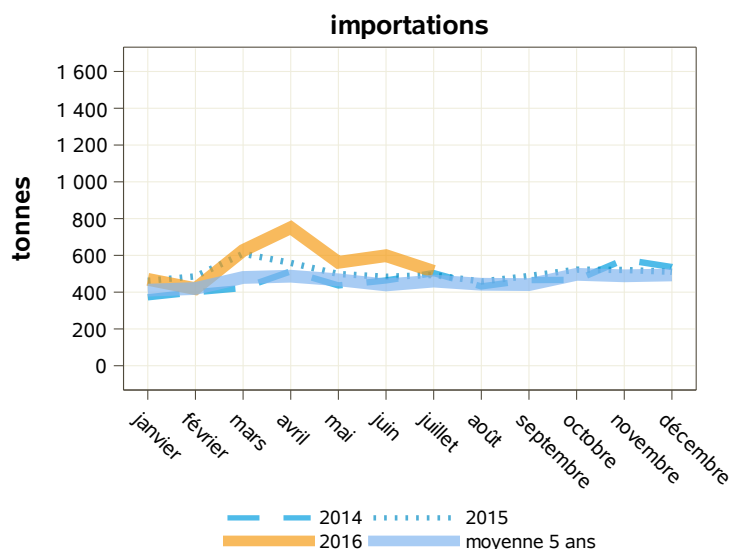 importations
tonnes
1 600
1 400
1 200
1 000
800
600
400
200
0
janvier
février
mars
avril
mai
juin
juillet
août
septembre
octobre
novembre
décembre
2014
2015
2016
moyenne 5 ans